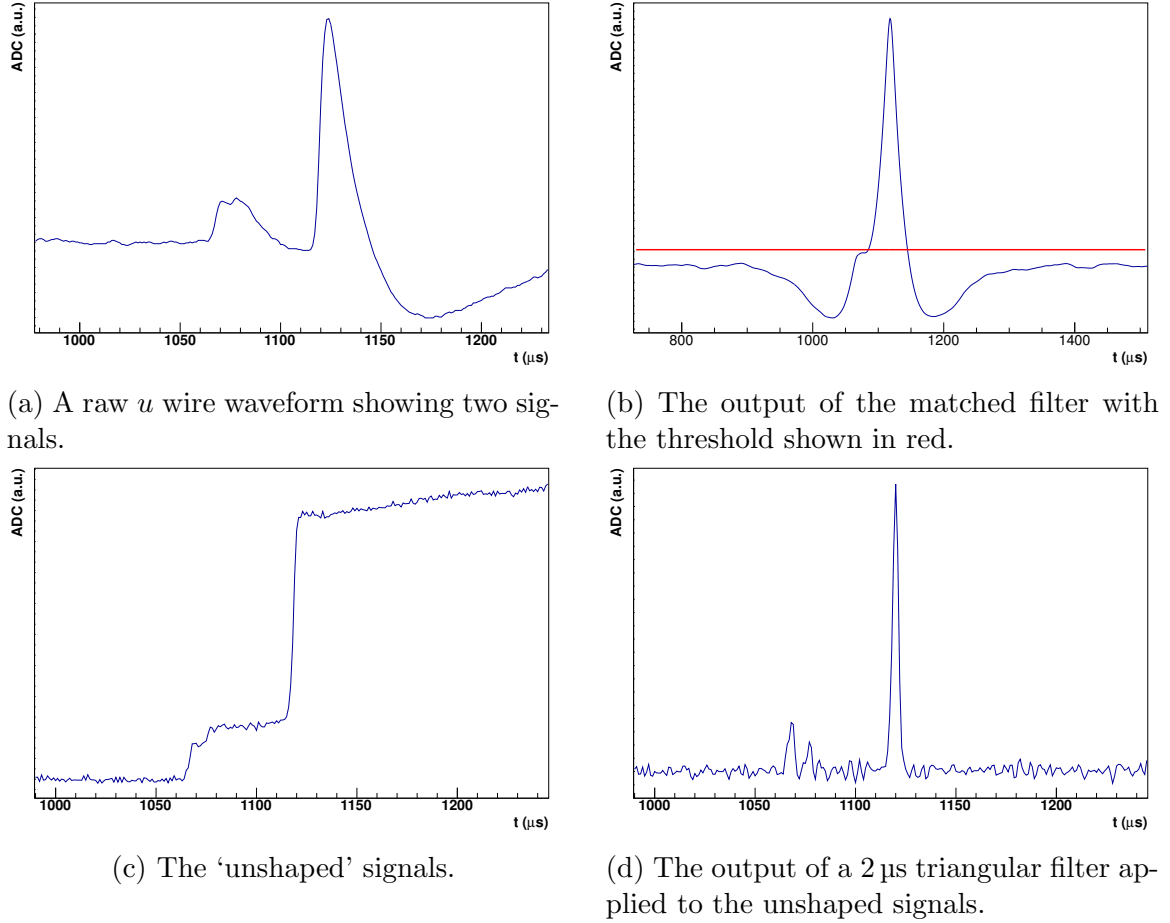 ADC (a.u.)
1000 1050 1100 1150 1200
t (μs)
(a) A raw u wire waveform showing two sig-
nals.
ADC (a.u.)
800 1000 1200 1400
t (μs)
(b) The output of the matched filter with
the threshold shown in red.
ADC (a.u.)
1000 1050 1100 1150 1200
t (μs)
(c) The ‘unshaped’ signals.
ADC (a.u.)
1000 1050 1100 1150 1200
t (μs)
(d) The output of a 2 μs triangular filter ap-
plied to the unshaped signals.